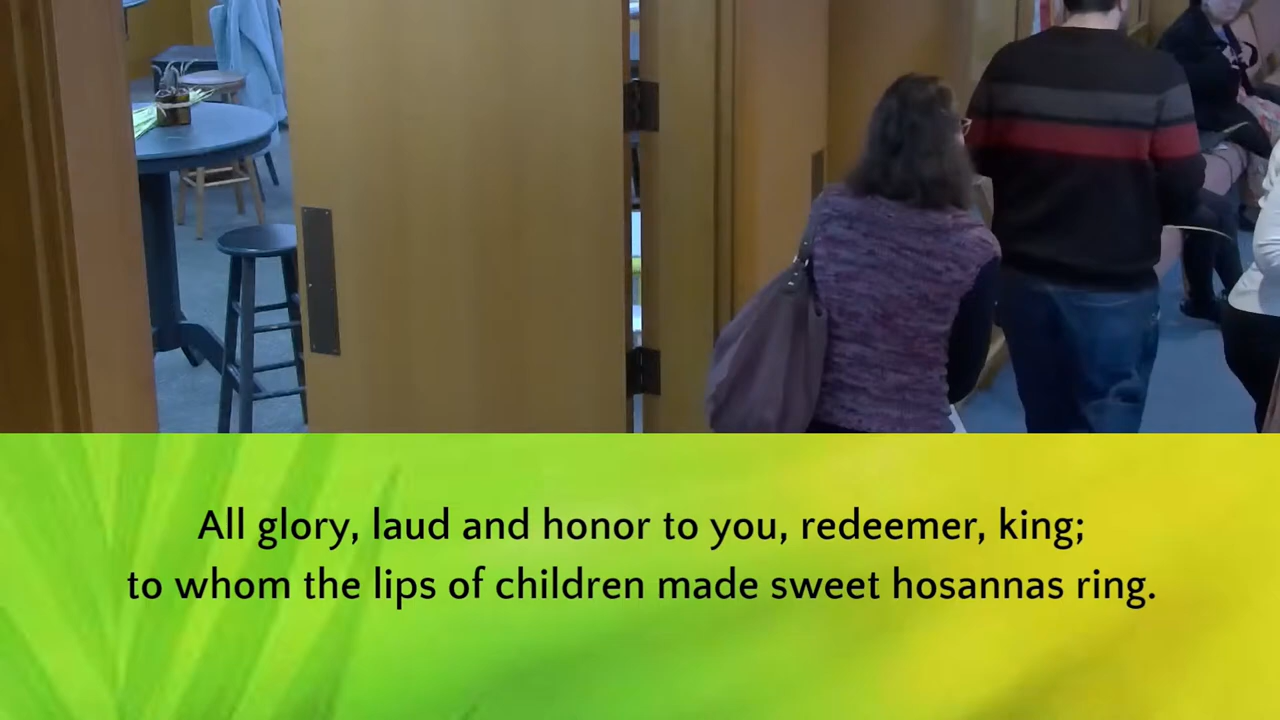 All glory, laud and honor to you, redeemer, king;
to whom the lips of children made sweet hosannas ring.